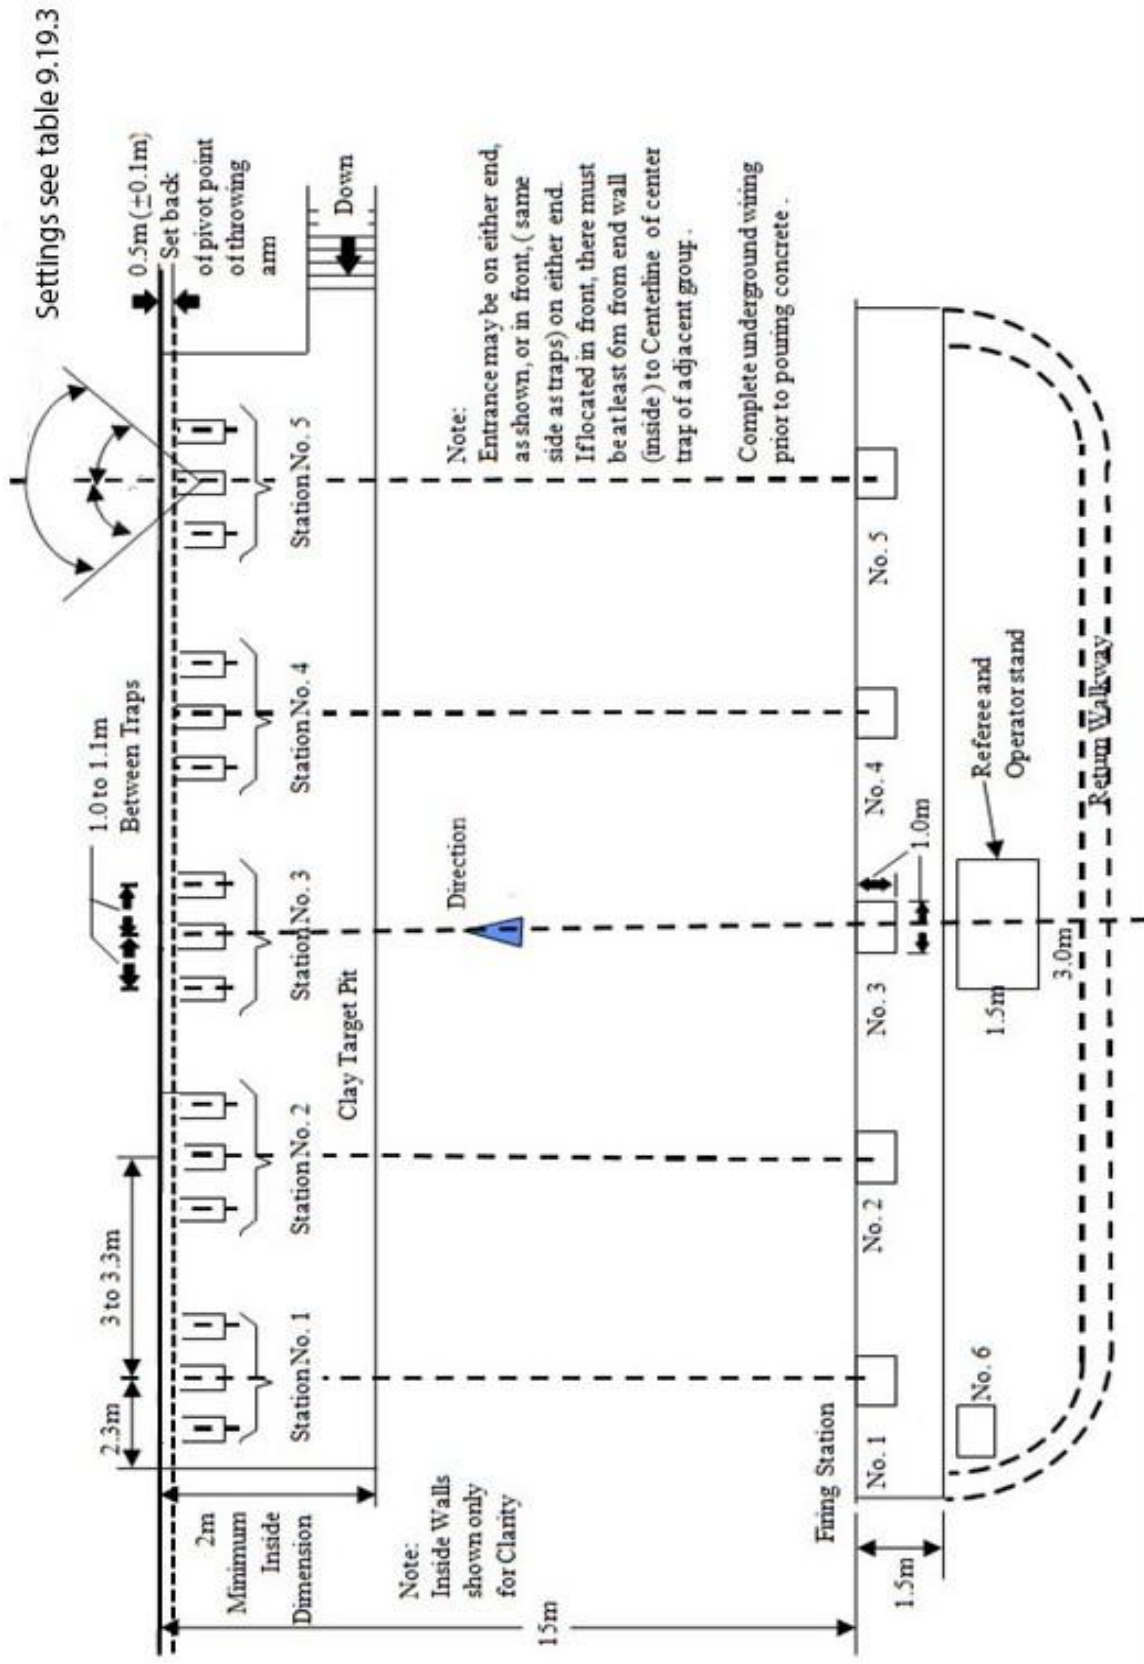 Settings see table 9.19.3
0.5m (±0.1m)
Set back
of pivot point
of throwing
arm
1.0 to 1.1m
Between Traps
3 to 3.3m
2.3m
Station No. 1
Station No. 2
Station No. 3
Station No. 4
Station No. 5
Down
2m
Minimum
Inside
Dimension
Clay Target Pit
Note:
Inside Walls
shown only
for Clarity
Direction
Note:
Entrance may be on either end,
as shown, or in front, ( same
side as traps) on either end.
If located in front, there must
be at least 6m from end wall
(inside ) to Centerline of center
trap of adjacent group .
Complete underground wiring
prior to pouring concrete .
15m
Firing Station
No. 1
No. 2
No. 3
No. 4
No. 5
1.0m
1.5m
No. 6
1.5m
3.0m
Referee and
Operator stand
Return Walkway